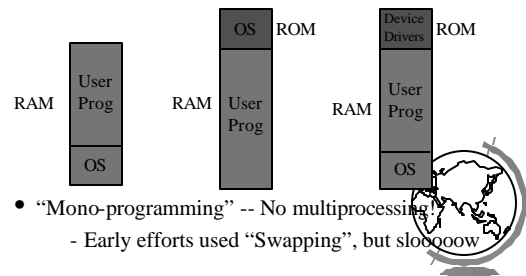 OS ROM
Device Drivers ROM
RAM User Prog
RAM User Prog
RAM User Prog
OS
OS
• “Mono-programming” -- No multiprocessing!
- Early efforts used “Swapping”, but slooooow